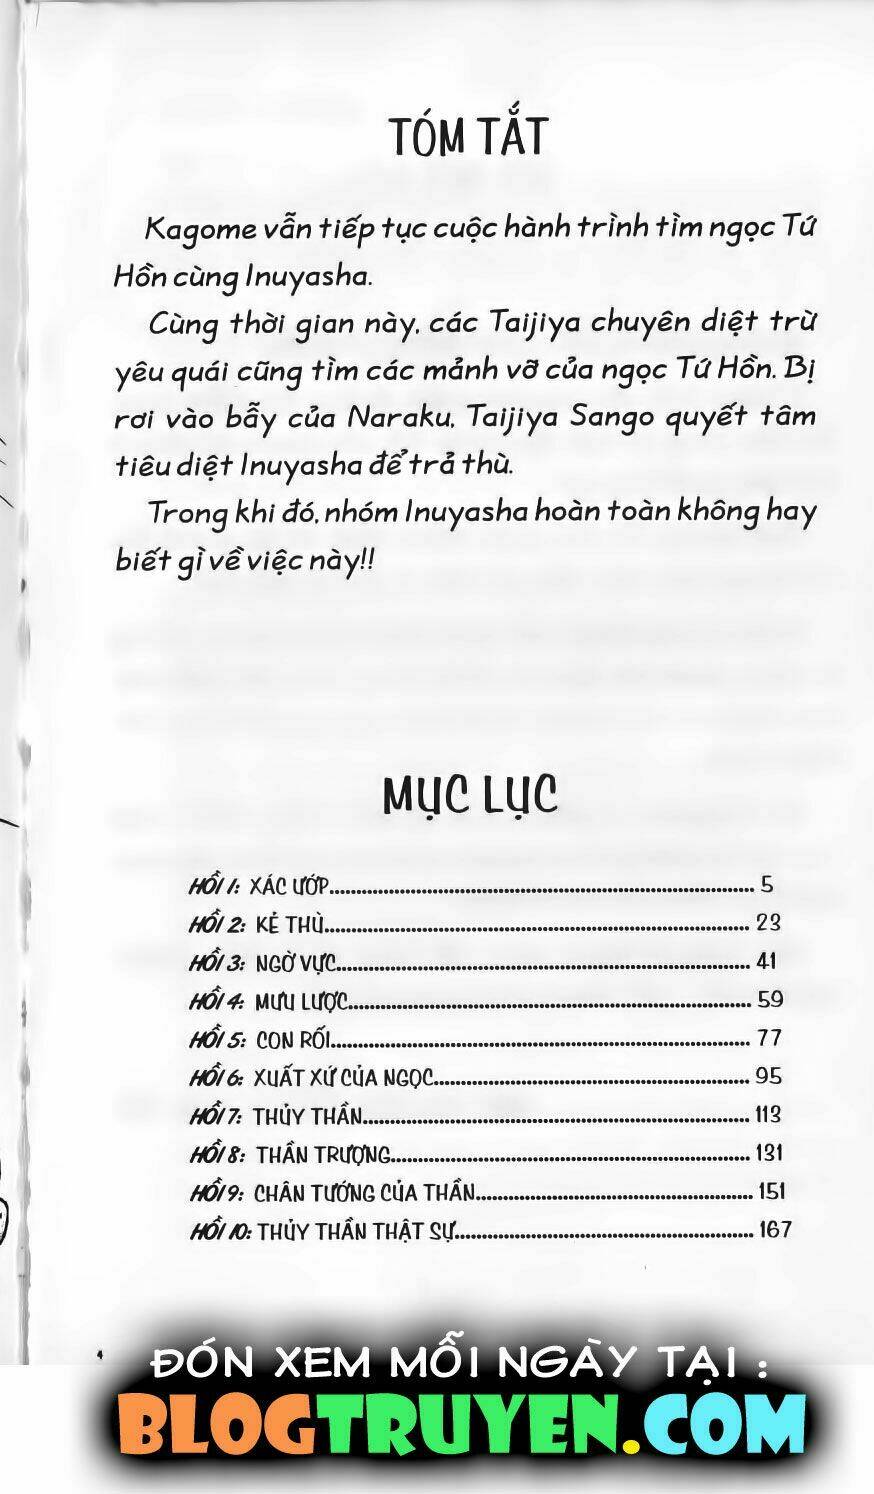 TÓM TẮT
Kagome vẫn tiếp tục cuộc hành trình tìm ngọc Tứ
Hồn cùng Inuyasha.
Cùng thời gian này, các Taijiya chuyên diệt trừ
yêu quái cũng tìm các mảnh vỡ của ngọc Tứ Hồn. Bị
rơi vào bẫy của Naraku, Taijiya Sango quyết tâm
tiêu diệt Inuyasha để trả thù.
Trong khi đó, nhóm Inuyasha hoàn toàn không hay
biết gì về việc này!!
MỤC LỤC
HỒI 1: XÁC ƯỚP........................................ 5
HỒI 2: KẺ THÙ........................................ 23
HỒI 3: NGỜ VỰC........................................ 41
HỒI 4: MƯU LƯỢC........................................ 59
HỒI 5: CON RỐI........................................ 77
HỒI 6: XUẤT XỨ CỦA NGỌC........................................ 95
HỒI 7: THỦY THẦN........................................ 113
HỒI 8: THẦN TRƯỢNG........................................ 131
HỒI 9: CHÂN TƯỚNG CỦA THẦN........................................ 151
HỒI 10: THỦY THẦN THẬT SỰ........................................ 167
4
ĐÓN XEM MỖI NGÀY TẠI :
BLOGTRUYEN.COM